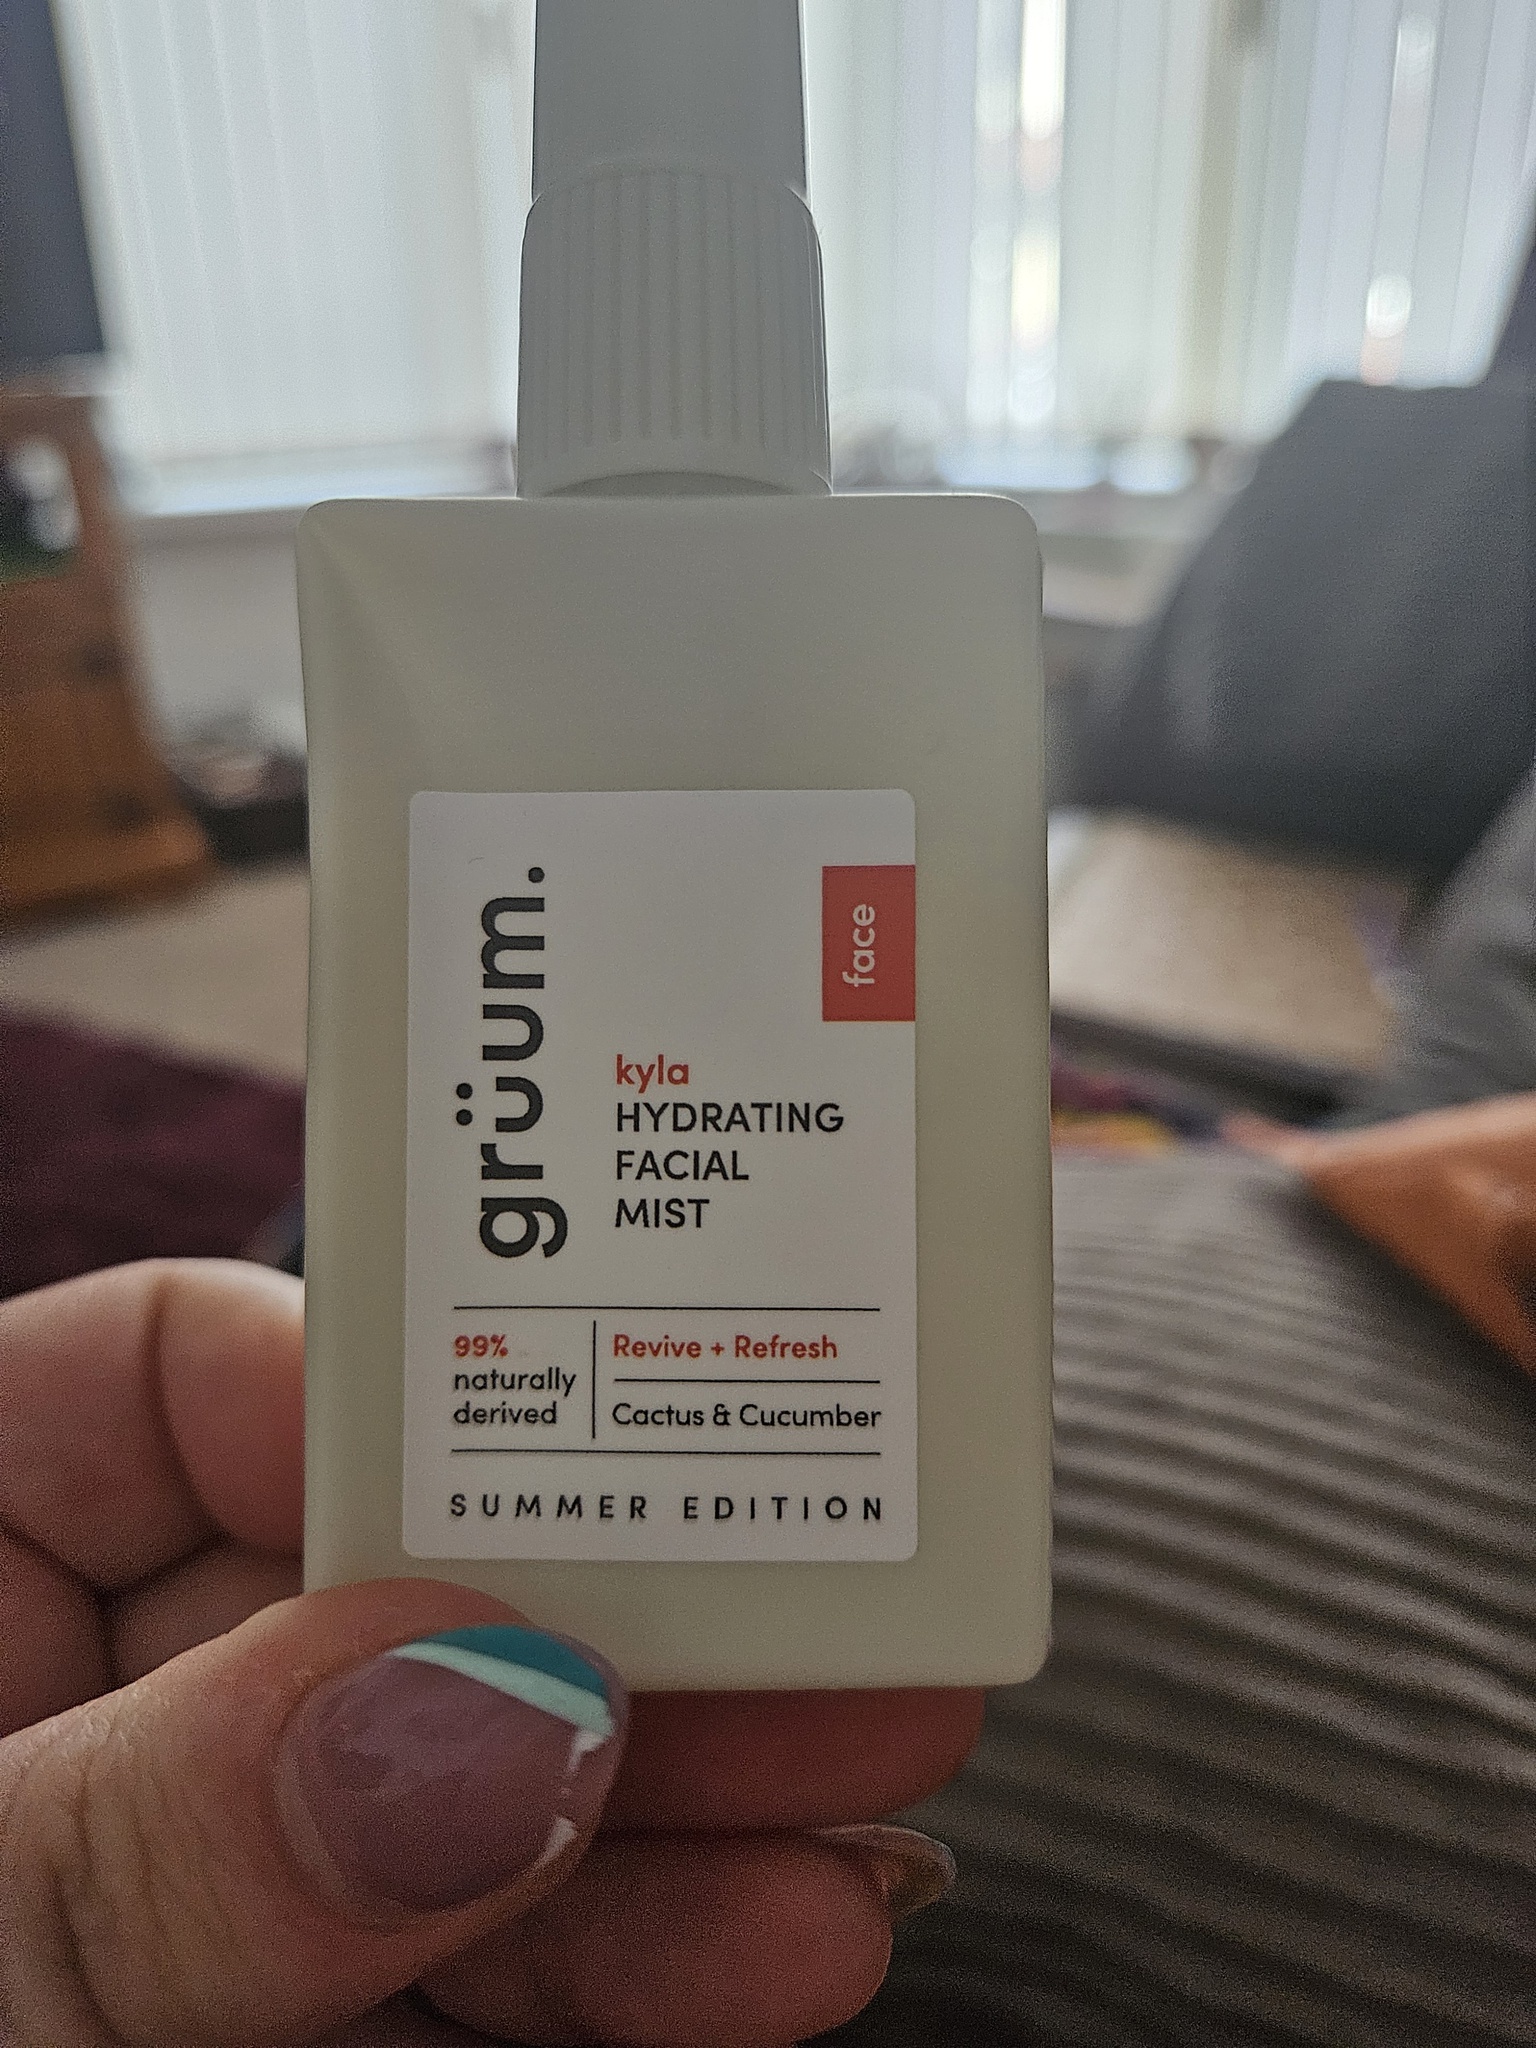 grüum.
face
kyla
HYDRATING
FACIAL
MIST
99%
naturally
derived
Revive + Refresh
Cactus & Cucumber
SUMMER EDITION